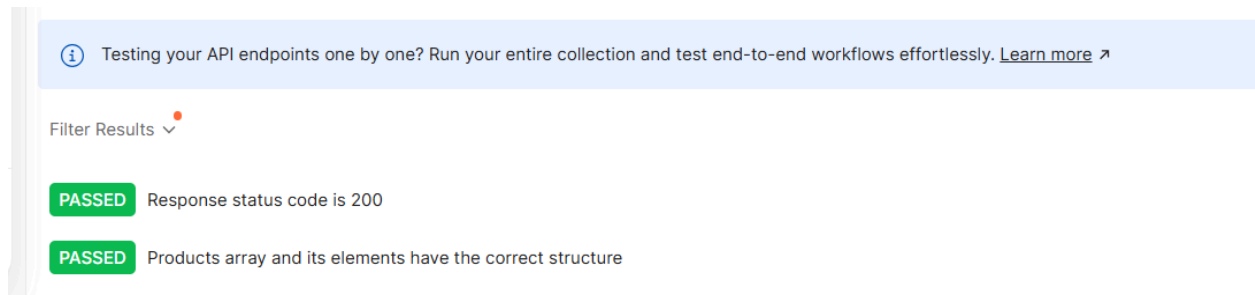 Testing your API endpoints one by one? Run your entire collection and test end-to-end workflows effortlessly. Learn more ↗
Filter Results
PASSED Response status code is 200
PASSED Products array and its elements have the correct structure